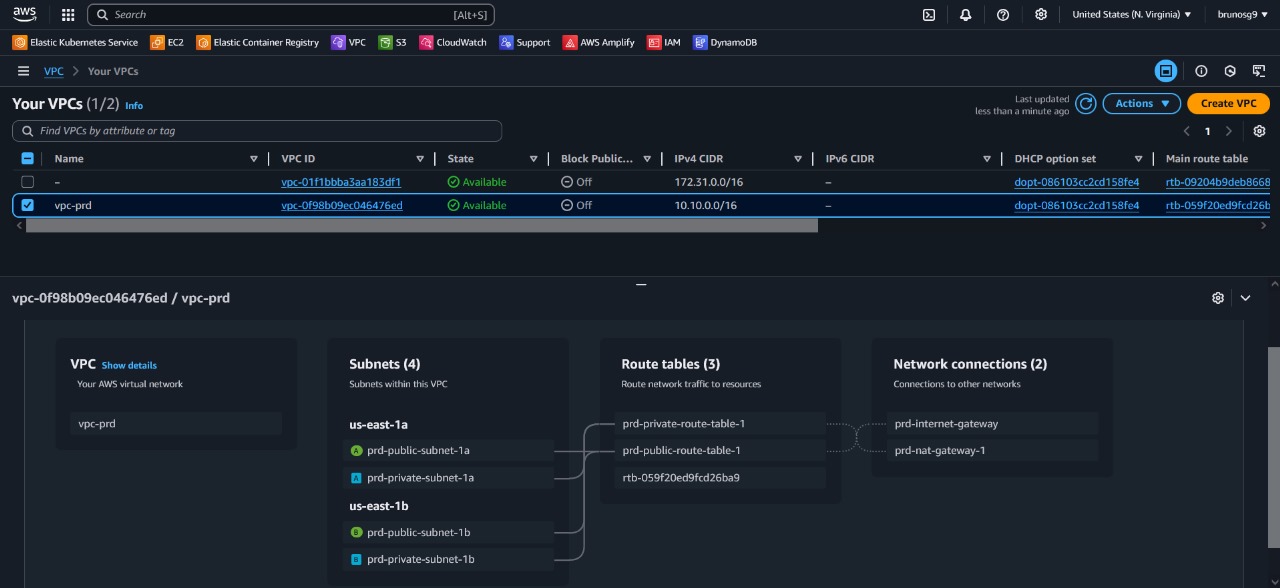 aws Search [Alt+S] United States (N. Virginia) brunosg9
Elastic Kubernetes Service EC2 Elastic Container Registry VPC S3 CloudWatch Support AWS Amplify IAM DynamoDB
VPC > Your VPCs
Your VPCs (1/2) Info
Last updated
less than a minute ago
Actions
Create VPC
Find VPCs by attribute or tag
1
Name VPC ID State Block Public... IPv4 CIDR IPv6 CIDR DHCP option set Main route table
– vpc-01f1bbba3aa183df1 Available Off 172.31.0.0/16 – dopt-086103cc2cd158fe4 rtb-09204b9deb8668
vpc-prd vpc-0f98b09ec046476ed Available Off 10.10.0.0/16 – dopt-086103cc2cd158fe4 rtb-059f20ed9fcd26b
vpc-0f98b09ec046476ed / vpc-prd
VPC Show details
Your AWS virtual network
vpc-prd
Subnets (4)
Subnets within this VPC
us-east-1a
A prd-public-subnet-1a
A prd-private-subnet-1a
us-east-1b
B prd-public-subnet-1b
B prd-private-subnet-1b
Route tables (3)
Route network traffic to resources
prd-private-route-table-1
prd-public-route-table-1
rtb-059f20ed9fcd26ba9
Network connections (2)
Connections to other networks
prd-internet-gateway
prd-nat-gateway-1